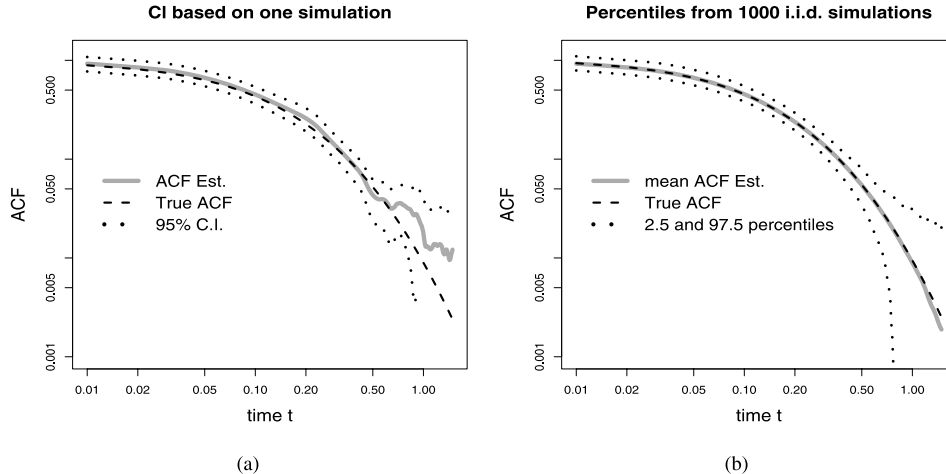 CI based on one simulation
ACF
0.500
0.050
0.005
0.001
ACF Est.
True ACF
95% C.I.
0.01 0.02 0.05 0.10 0.20 0.50 1.00
time t
(a)
Percentiles from 1000 i.i.d. simulations
ACF
0.500
0.050
0.005
0.001
mean ACF Est.
True ACF
2.5 and 97.5 percentiles
0.01 0.02 0.05 0.10 0.20 0.50 1.00
time t
(b)